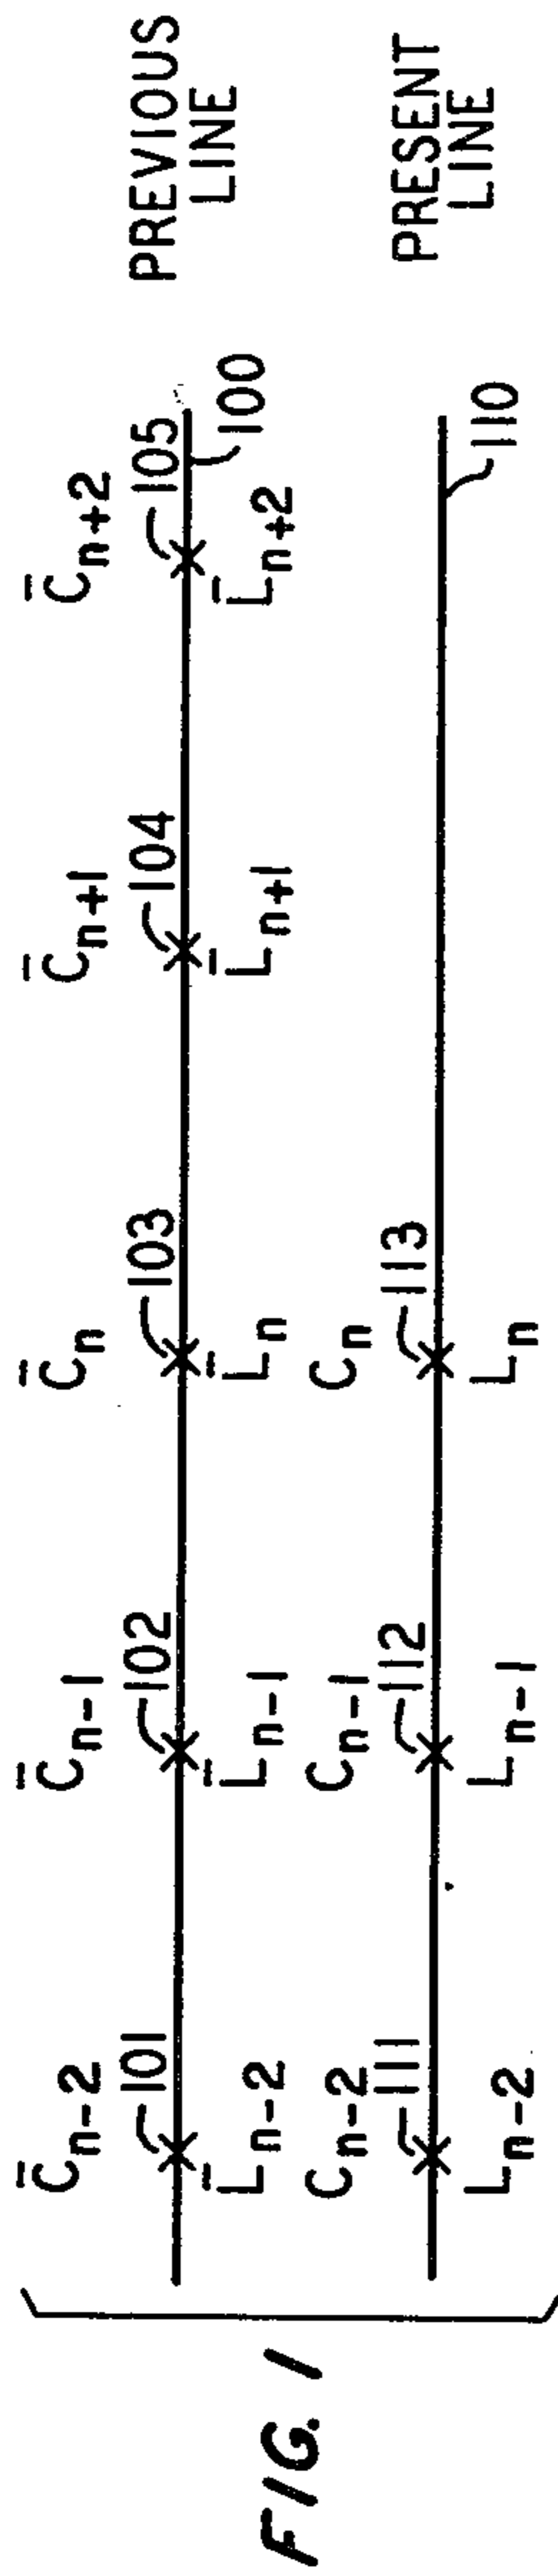 C̄n-2 C̄n-1 C̄n C̄n+1 C̄n+2
101 102 103 104 105
PREVIOUS
LINE
100
L̄n-2 L̄n-1 L̄n L̄n+1 L̄n+2
Cn-2 Cn-1 Cn
111 112 113
PRESENT
LINE
110
Ln-2 Ln-1 Ln
FIG. 1